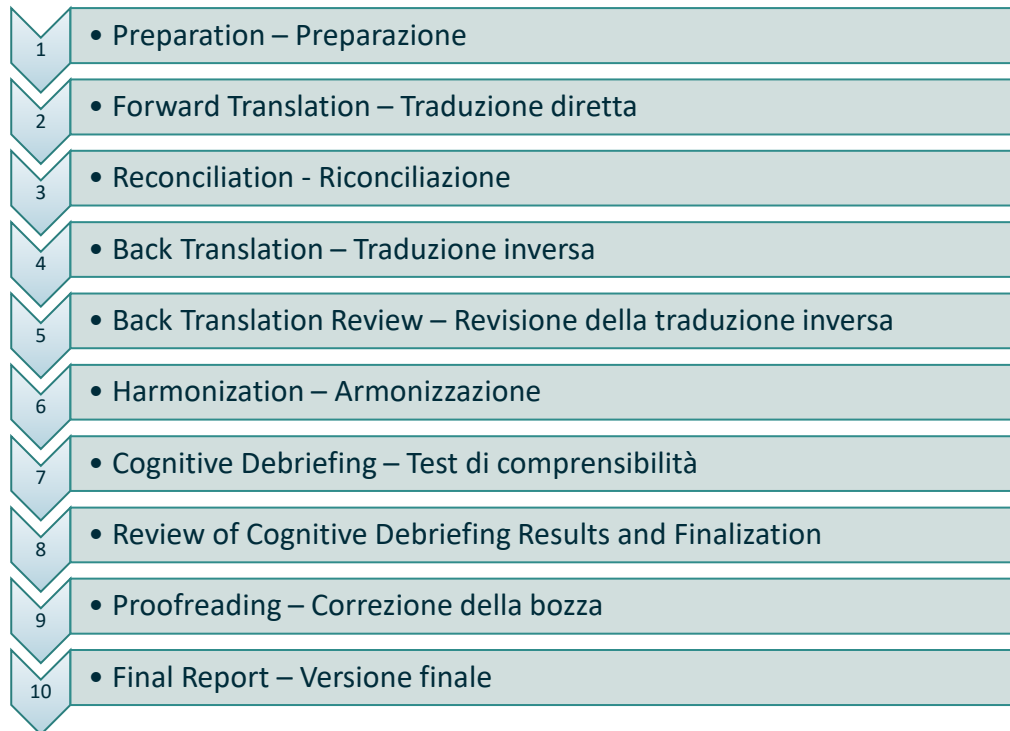 1 • Preparation – Preparazione
2 • Forward Translation – Traduzione diretta
3 • Reconciliation - Riconciliazione
4 • Back Translation – Traduzione inversa
5 • Back Translation Review – Revisione della traduzione inversa
6 • Harmonization – Armonizzazione
7 • Cognitive Debriefing – Test di comprensibilità
8 • Review of Cognitive Debriefing Results and Finalization
9 • Proofreading – Correzione della bozza
10 • Final Report – Versione finale